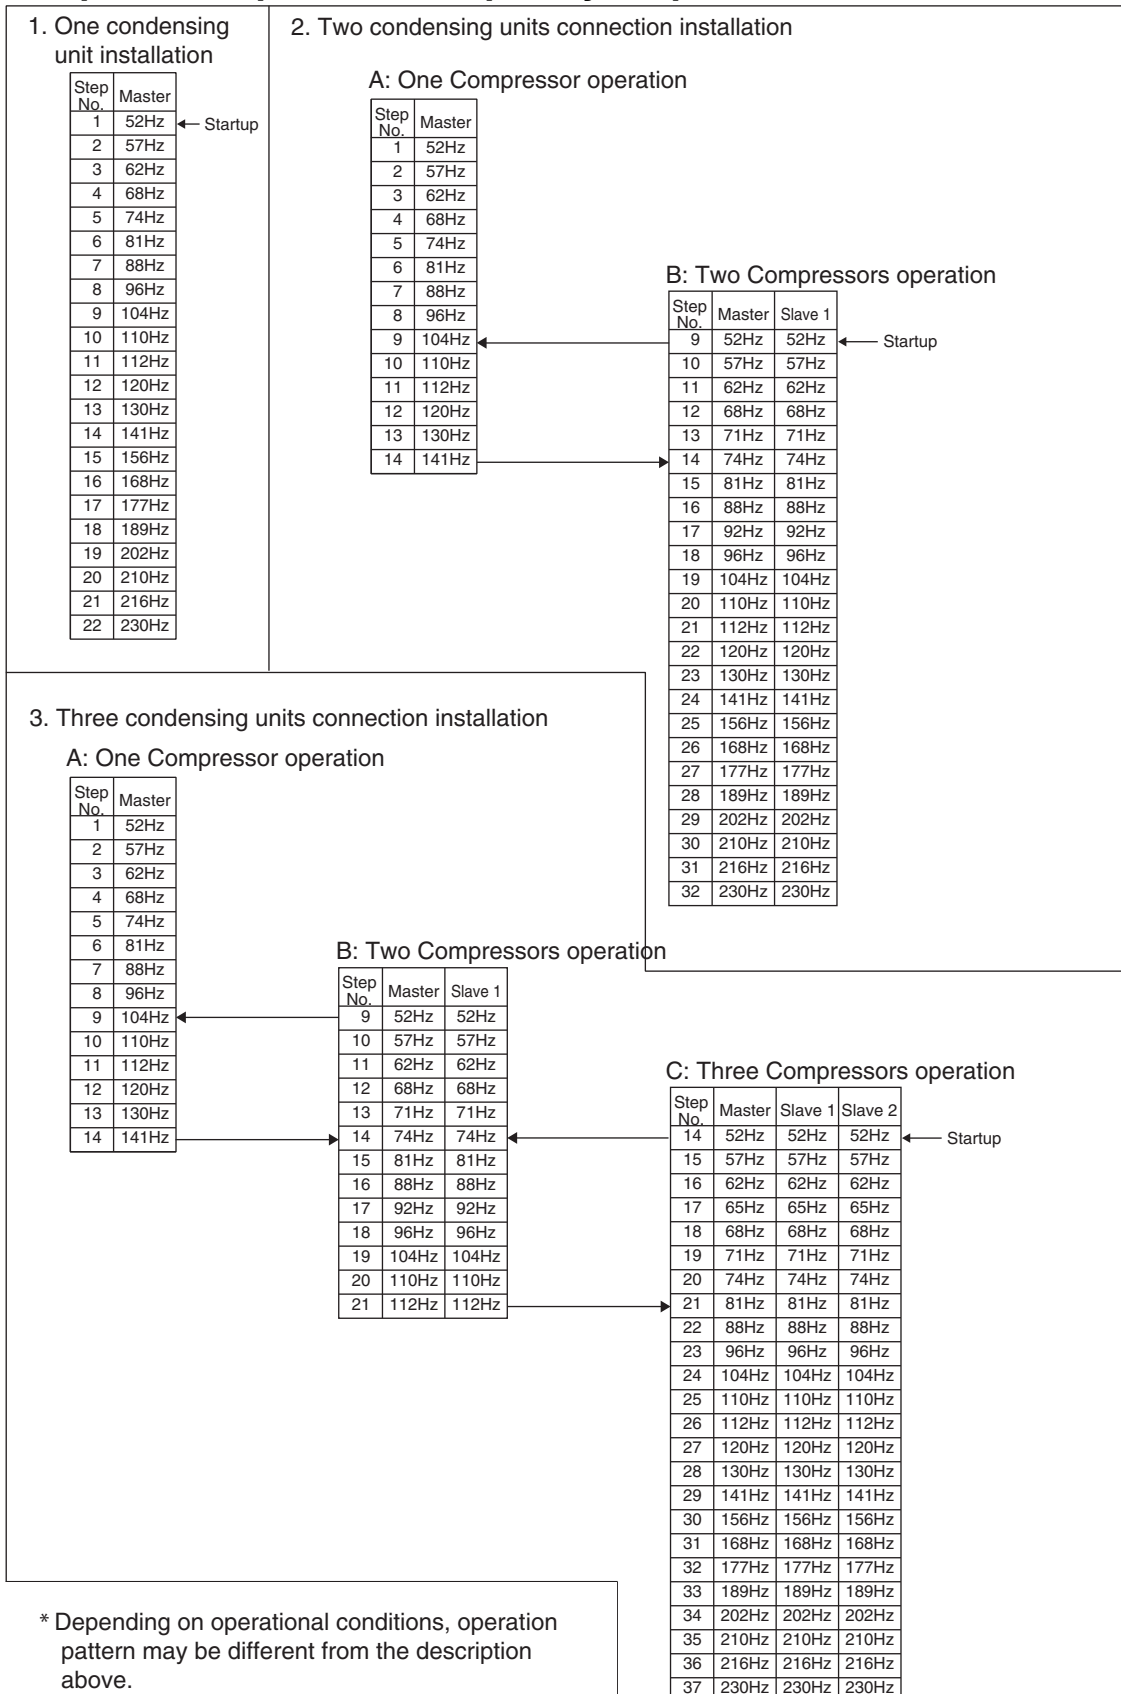 1. One condensing
unit installation
Step No. Master
1 52Hz ← Startup
2 57Hz
3 62Hz
4 68Hz
5 74Hz
6 81Hz
7 88Hz
8 96Hz
9 104Hz
10 110Hz
11 112Hz
12 120Hz
13 130Hz
14 141Hz
15 156Hz
16 168Hz
17 177Hz
18 189Hz
19 202Hz
20 210Hz
21 216Hz
22 230Hz
2. Two condensing units connection installation
A: One Compressor operation
Step No. Master
1 52Hz
2 57Hz
3 62Hz
4 68Hz
5 74Hz
6 81Hz
7 88Hz
8 96Hz
9 104Hz
10 110Hz
11 112Hz
12 120Hz
13 130Hz
14 141Hz
B: Two Compressors operation
Step No. Master Slave 1
9 52Hz 52Hz ← Startup
10 57Hz 57Hz
11 62Hz 62Hz
12 68Hz 68Hz
13 71Hz 71Hz
14 74Hz 74Hz
15 81Hz 81Hz
16 88Hz 88Hz
17 92Hz 92Hz
18 96Hz 96Hz
19 104Hz 104Hz
20 110Hz 110Hz
21 112Hz 112Hz
22 120Hz 120Hz
23 130Hz 130Hz
24 141Hz 141Hz
25 156Hz 156Hz
26 168Hz 168Hz
27 177Hz 177Hz
28 189Hz 189Hz
29 202Hz 202Hz
30 210Hz 210Hz
31 216Hz 216Hz
32 230Hz 230Hz
3. Three condensing units connection installation
A: One Compressor operation
Step No. Master
1 52Hz
2 57Hz
3 62Hz
4 68Hz
5 74Hz
6 81Hz
7 88Hz
8 96Hz
9 104Hz
10 110Hz
11 112Hz
12 120Hz
13 130Hz
14 141Hz
B: Two Compressors operation
Step No. Master Slave 1
9 52Hz 52Hz
10 57Hz 57Hz
11 62Hz 62Hz
12 68Hz 68Hz
13 71Hz 71Hz
14 74Hz 74Hz
15 81Hz 81Hz
16 88Hz 88Hz
17 92Hz 92Hz
18 96Hz 96Hz
19 104Hz 104Hz
20 110Hz 110Hz
21 112Hz 112Hz
C: Three Compressors operation
Step No. Master Slave 1 Slave 2
14 52Hz 52Hz 52Hz ← Startup
15 57Hz 57Hz 57Hz
16 62Hz 62Hz 62Hz
17 65Hz 65Hz 65Hz
18 68Hz 68Hz 68Hz
19 71Hz 71Hz 71Hz
20 74Hz 74Hz 74Hz
21 81Hz 81Hz 81Hz
22 88Hz 88Hz 88Hz
23 96Hz 96Hz 96Hz
24 104Hz 104Hz 104Hz
25 110Hz 110Hz 110Hz
26 112Hz 112Hz 112Hz
27 120Hz 120Hz 120Hz
28 130Hz 130Hz 130Hz
29 141Hz 141Hz 141Hz
30 156Hz 156Hz 156Hz
31 168Hz 168Hz 168Hz
32 177Hz 177Hz 177Hz
33 189Hz 189Hz 189Hz
34 202Hz 202Hz 202Hz
35 210Hz 210Hz 210Hz
36 216Hz 216Hz 216Hz
37 230Hz 230Hz 230Hz
* Depending on operational conditions, operation
pattern may be different from the description
above.